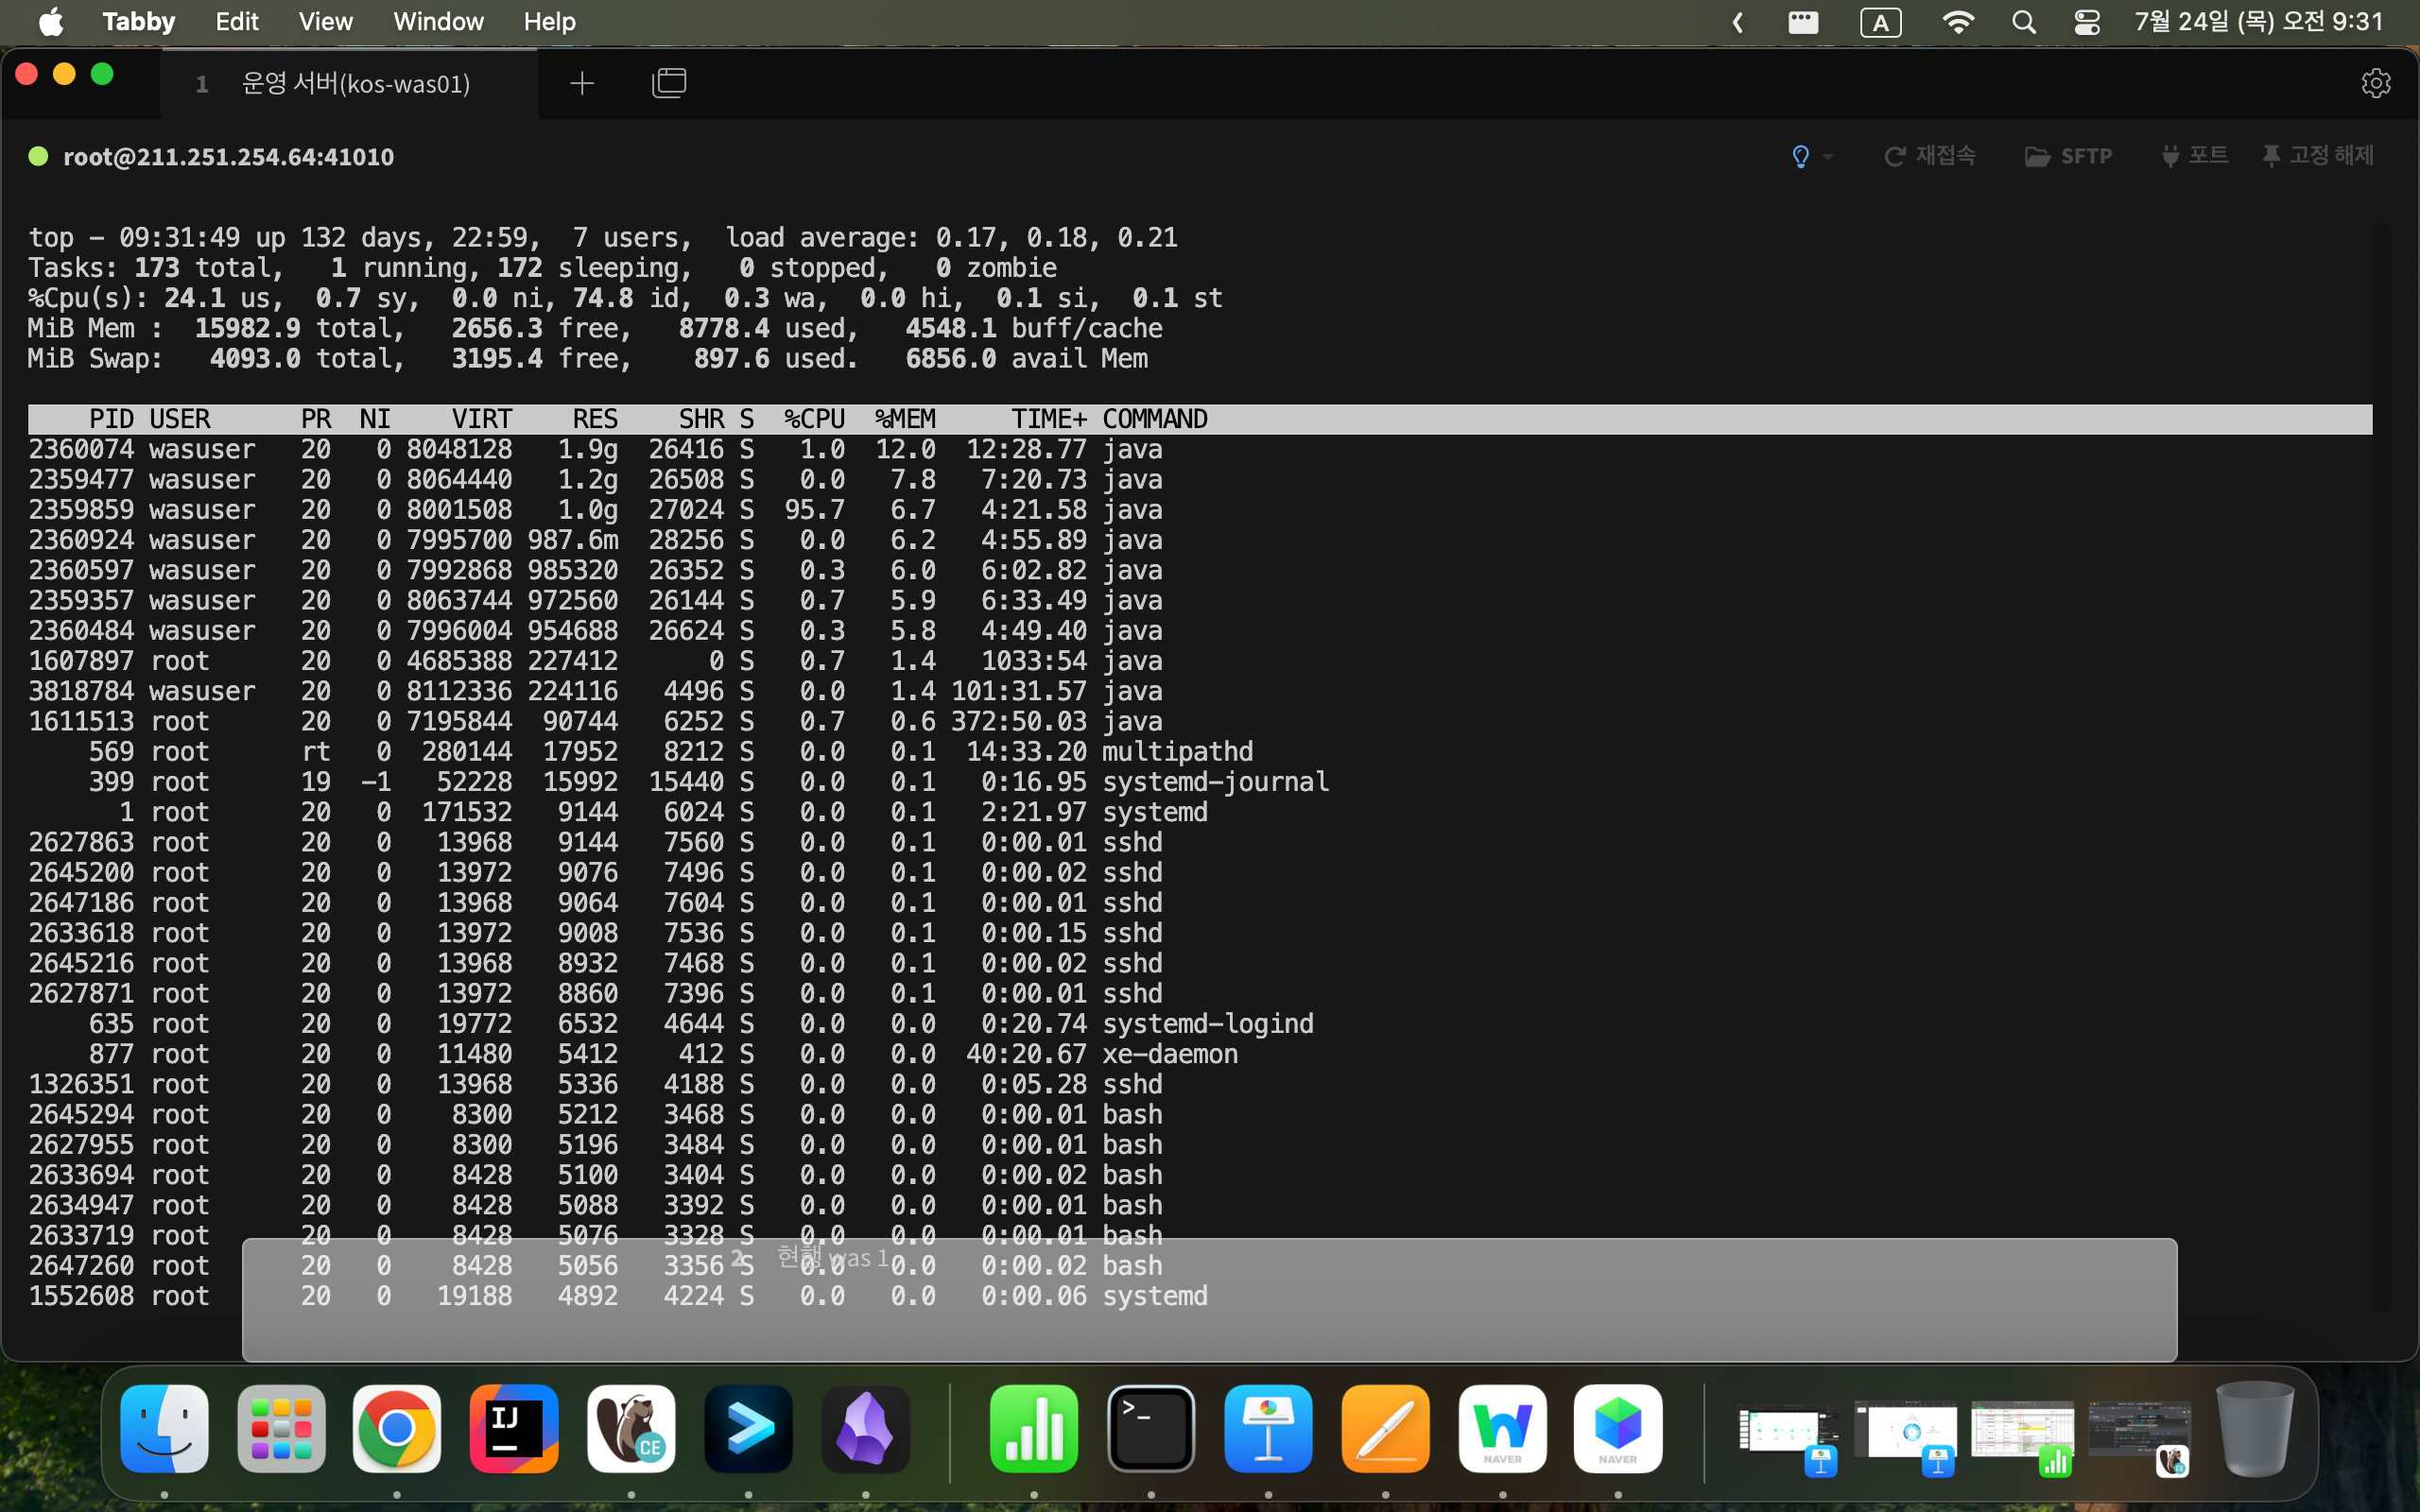 Tabby Edit View Window Help A 7월 24일 (목) 오전 9:31
1 운영 서버(kos-was01)
root@211.251.254.64:41010 재접속 SFTP 포트 고정 해제
top - 09:31:49 up 132 days, 22:59, 7 users, load average: 0.17, 0.18, 0.21
Tasks: 173 total, 1 running, 172 sleeping, 0 stopped, 0 zombie
%Cpu(s): 24.1 us, 0.7 sy, 0.0 ni, 74.8 id, 0.3 wa, 0.0 hi, 0.1 si, 0.1 st
MiB Mem : 15982.9 total, 2656.3 free, 8778.4 used, 4548.1 buff/cache
MiB Swap: 4093.0 total, 3195.4 free, 897.6 used. 6856.0 avail Mem
PID USER PR NI VIRT RES SHR S %CPU %MEM TIME+ COMMAND
2360074 wasuser 20 0 8048128 1.9g 26416 S 1.0 12.0 12:28.77 java
2359477 wasuser 20 0 8064440 1.2g 26508 S 0.0 7.8 7:20.73 java
2359859 wasuser 20 0 8001508 1.0g 27024 S 95.7 6.7 4:21.58 java
2360924 wasuser 20 0 7995700 987.6m 28256 S 0.0 6.2 4:55.89 java
2360597 wasuser 20 0 7992868 985320 26352 S 0.3 6.0 6:02.82 java
2359357 wasuser 20 0 8063744 972560 26144 S 0.7 5.9 6:33.49 java
2360484 wasuser 20 0 7996004 954688 26624 S 0.3 5.8 4:49.40 java
1607897 root 20 0 4685388 227412 0 S 0.7 1.4 1033:54 java
3818784 wasuser 20 0 8112336 224116 4496 S 0.0 1.4 101:31.57 java
1611513 root 20 0 7195844 90744 6252 S 0.7 0.6 372:50.03 java
569 root rt 0 280144 17952 8212 S 0.0 0.1 14:33.20 multipathd
399 root 19 -1 52228 15992 15440 S 0.0 0.1 0:16.95 systemd-journal
1 root 20 0 171532 9144 6024 S 0.0 0.1 2:21.97 systemd
2627863 root 20 0 13968 9144 7560 S 0.0 0.1 0:00.01 sshd
2645200 root 20 0 13972 9076 7496 S 0.0 0.1 0:00.02 sshd
2647186 root 20 0 13968 9064 7604 S 0.0 0.1 0:00.01 sshd
2633618 root 20 0 13972 9008 7536 S 0.0 0.1 0:00.15 sshd
2645216 root 20 0 13968 8932 7468 S 0.0 0.1 0:00.02 sshd
2627871 root 20 0 13972 8860 7396 S 0.0 0.1 0:00.01 sshd
635 root 20 0 19772 6532 4644 S 0.0 0.0 0:20.74 systemd-logind
877 root 20 0 11480 5412 412 S 0.0 0.0 40:20.67 xe-daemon
1326351 root 20 0 13968 5336 4188 S 0.0 0.0 0:05.28 sshd
2645294 root 20 0 8300 5212 3468 S 0.0 0.0 0:00.01 bash
2627955 root 20 0 8300 5196 3484 S 0.0 0.0 0:00.01 bash
2633694 root 20 0 8428 5100 3404 S 0.0 0.0 0:00.02 bash
2634947 root 20 0 8428 5088 3392 S 0.0 0.0 0:00.01 bash
2633719 root 20 0 8428 5076 3328 S 0.0 0.0 0:00.01 bash
2647260 root 20 0 8428 5056 3356 S 0.0 0.0 0:00.02 bash
2 현행 was 1
1552608 root 20 0 19188 4892 4224 S 0.0 0.0 0:00.06 systemd
IJ CE >_ NAVER NAVER